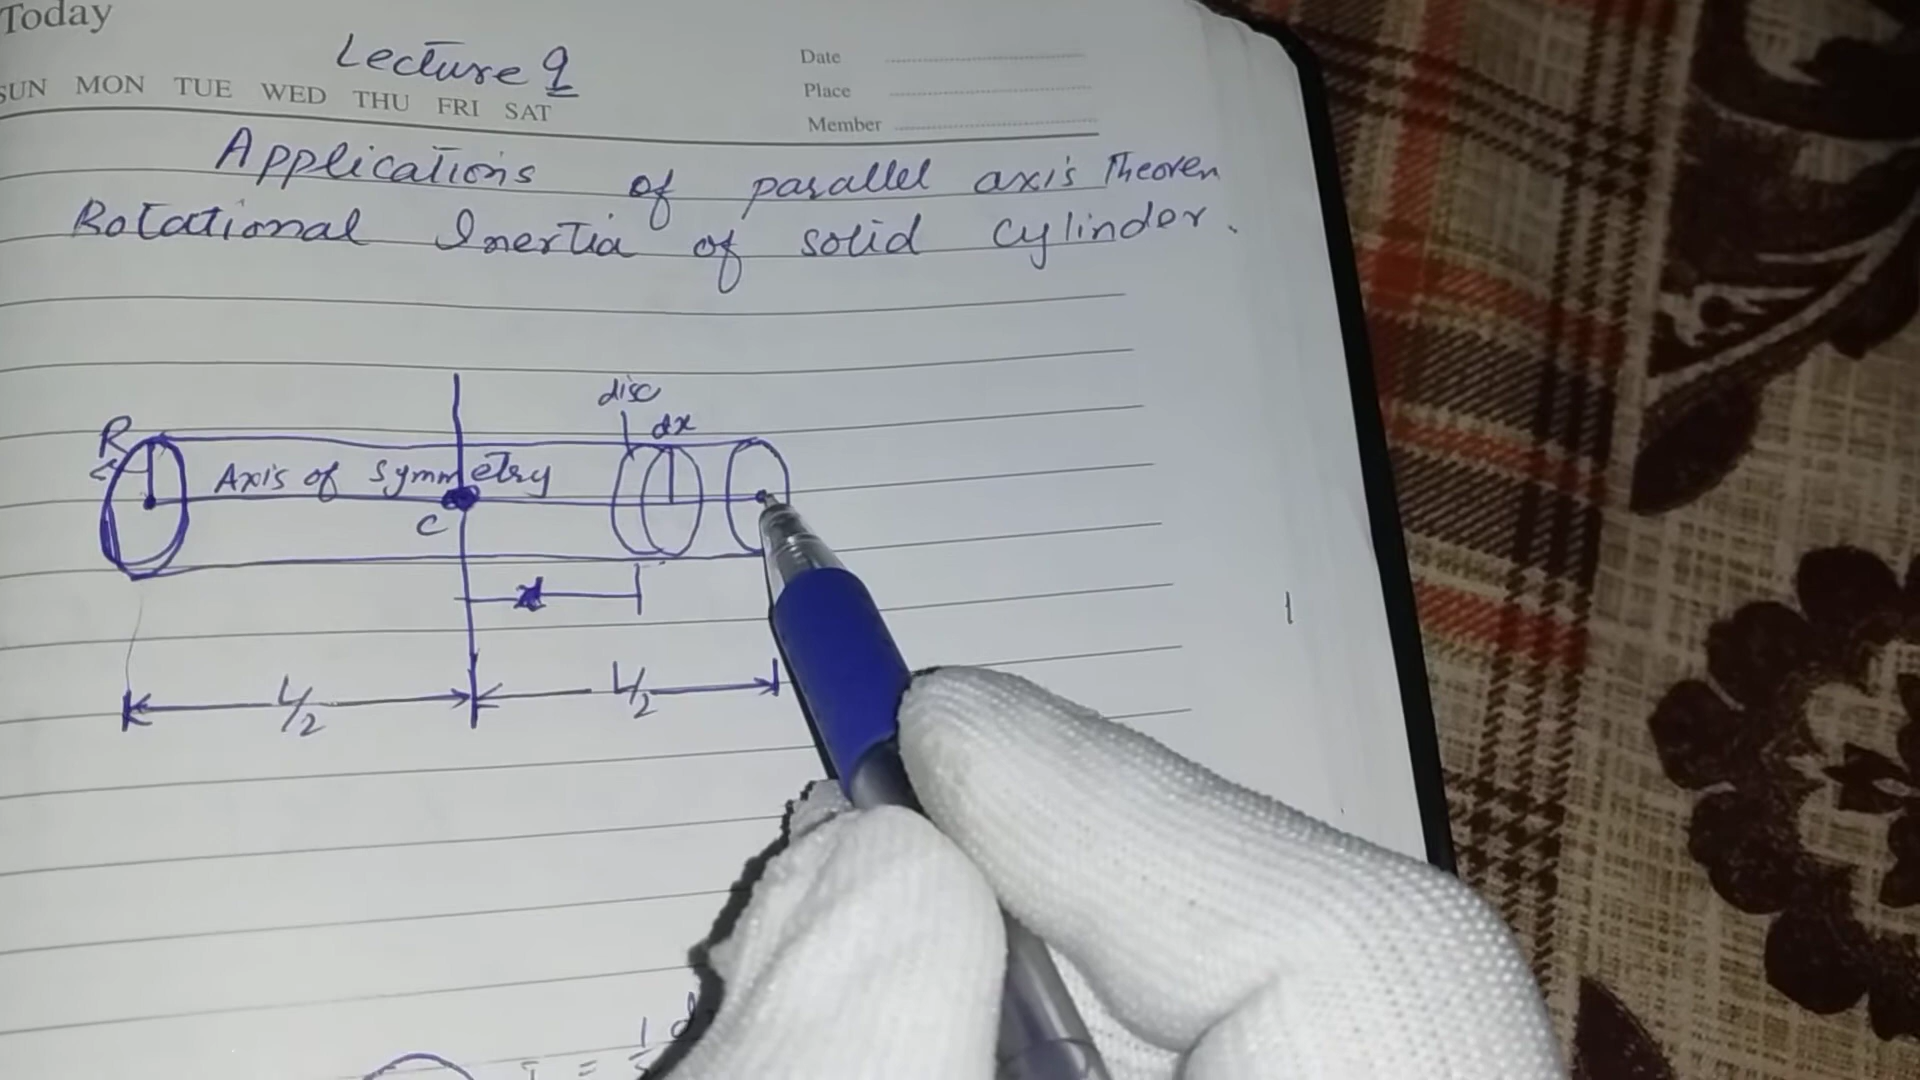 Today
Lecture 9
SUN MON TUE WED THU FRI SAT
Date
Place
Member
Applications of parallel axis Theorem
Rotational Inertia of solid cylinder.
disc
R
dx
Axis of Symmetry
C
x
L/2
L/2